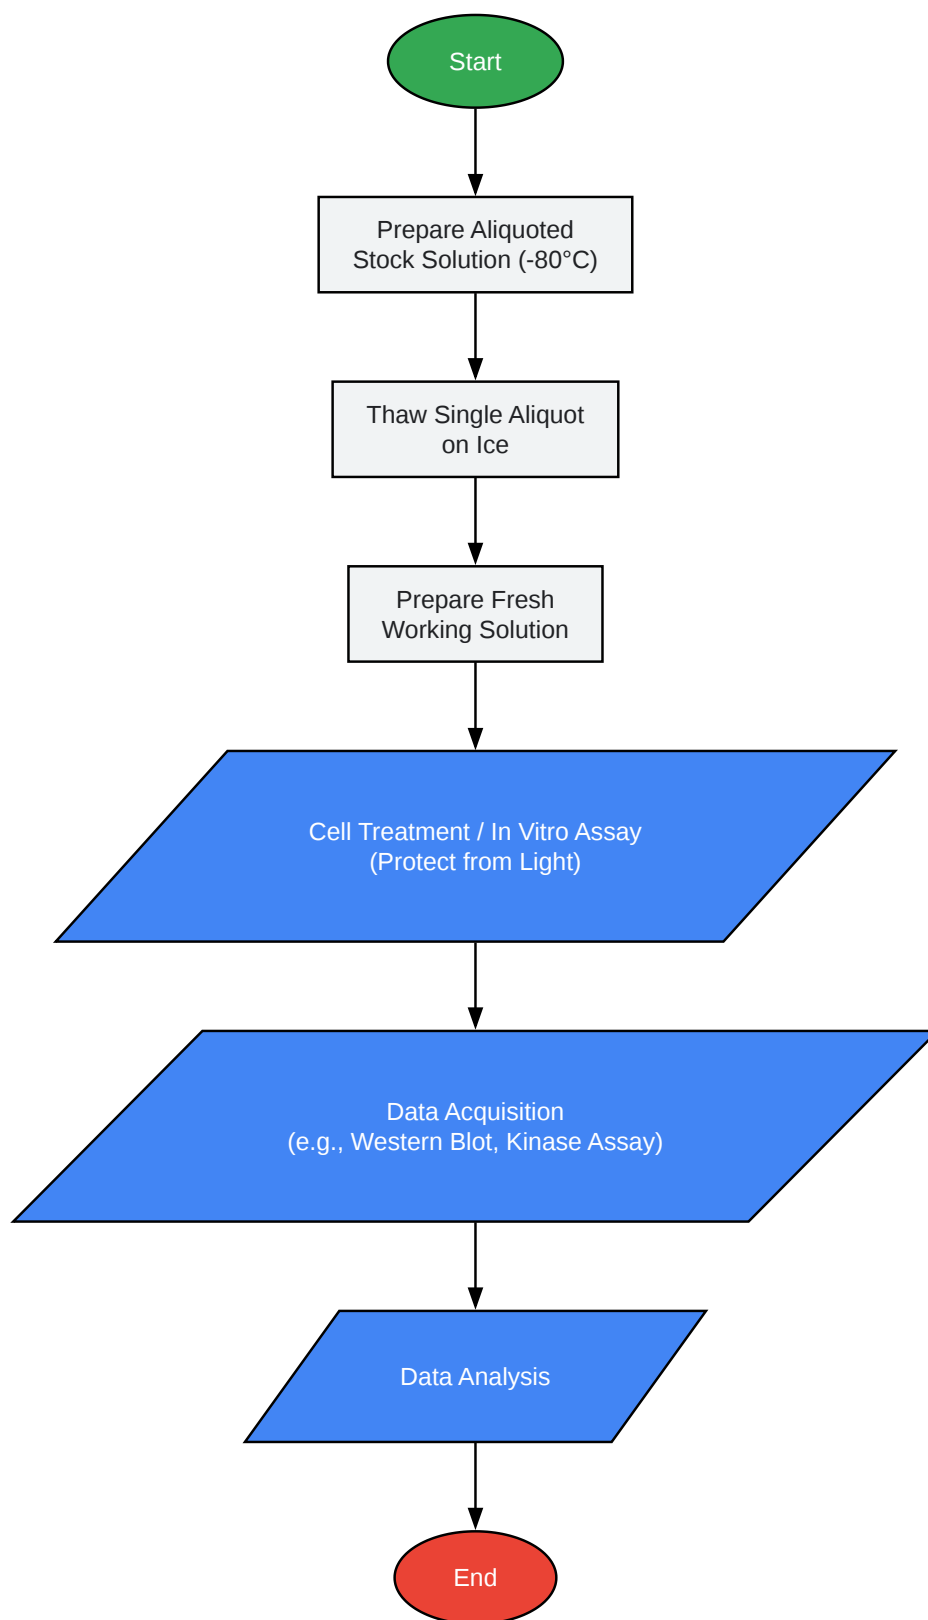 Start
Prepare Aliquoted
Stock Solution (-80°C)
Thaw Single Aliquot
on Ice
Prepare Fresh
Working Solution
Cell Treatment / In Vitro Assay
(Protect from Light)
Data Acquisition
(e.g., Western Blot, Kinase Assay)
Data Analysis
End